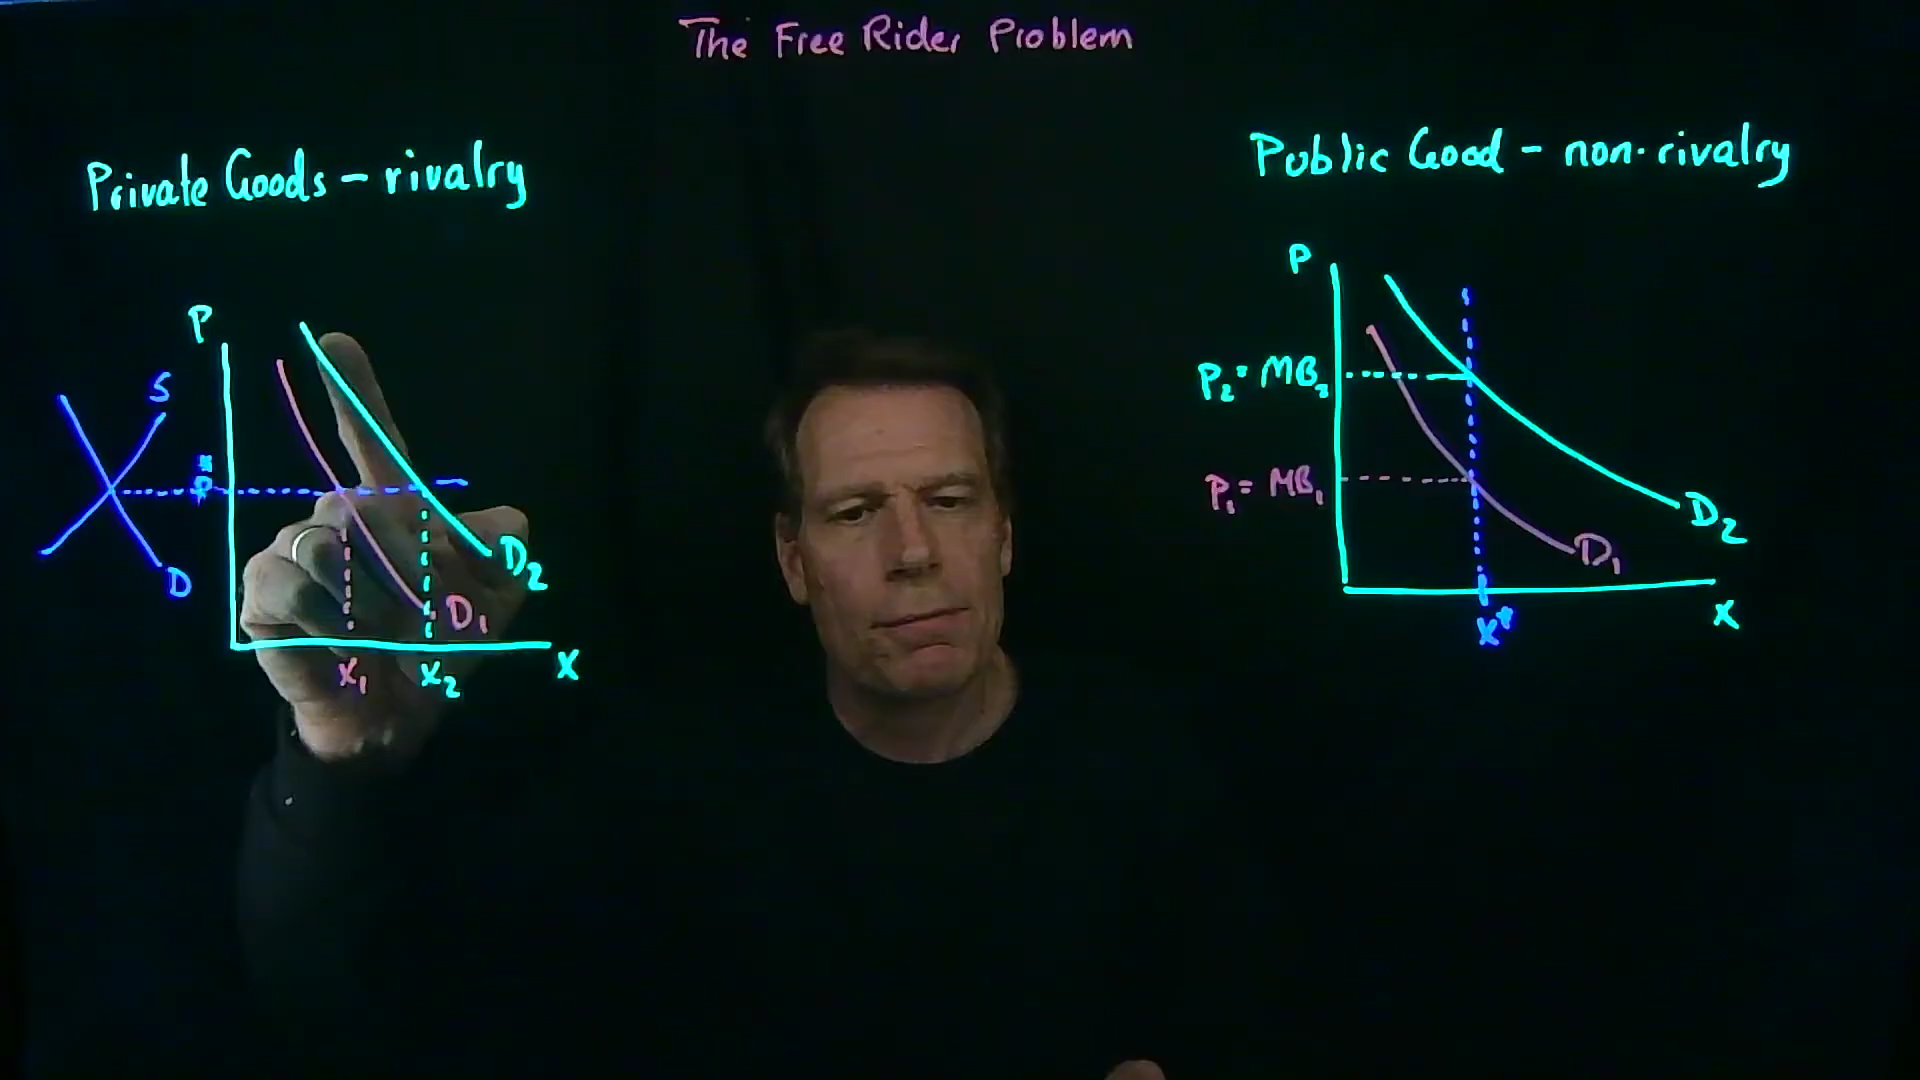 The Free Rider Problem
Private Goods - rivalry
P
S
D
D₂
D₁
x₁
x₂
x
Public Good - non-rivalry
P
P₂ = MB₂
P₁ = MB₁
D₂
D₁
x*
x